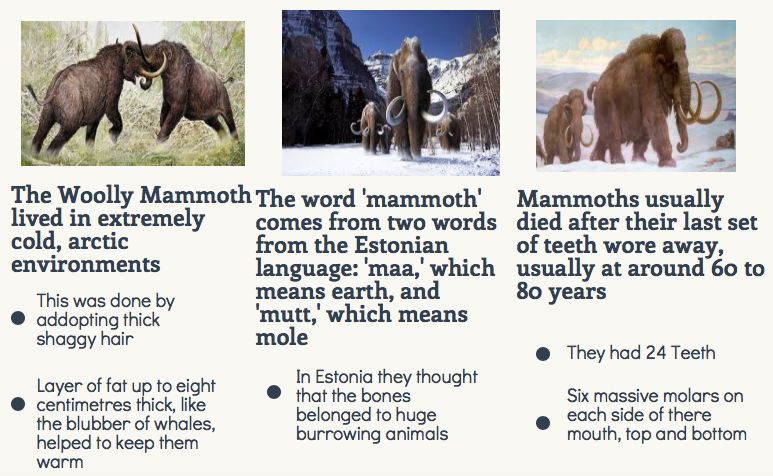 The Woolly Mammoth
lived in extremely
cold, arctic
environments
This was done by
addopting thick
shaggy hair
Layer of fat up to eight
centimetres thick, like
the blubber of whales,
helped to keep them
warm
The word 'mammoth'
comes from two words
from the Estonian
language: 'maa,' which
means earth, and
'mutt,' which means
mole
In Estonia they thought
that the bones
belonged to huge
burrowing animals
Mammoths usually
died after their last set
of teeth wore away,
usually at around 60 to
80 years
They had 24 Teeth
Six massive molars on
each side of there
mouth, top and bottom